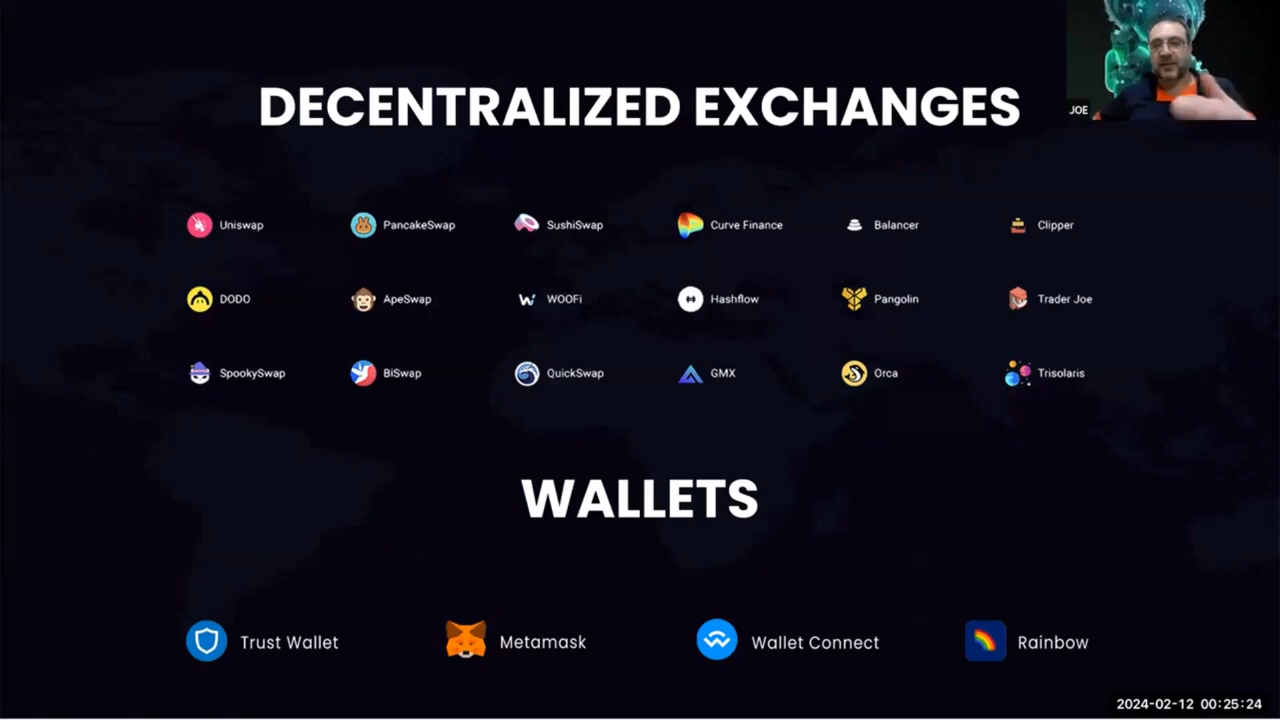 DECENTRALIZED EXCHANGES
JOE
Uniswap PancakeSwap SushiSwap Curve Finance Balancer Clipper
DODO ApeSwap WOOFi Hashflow Pangolin Trader Joe
SpookySwap BiSwap QuickSwap GMX Orca Trisolaris
WALLETS
Trust Wallet Metamask Wallet Connect Rainbow
2024-02-12 00:25:24